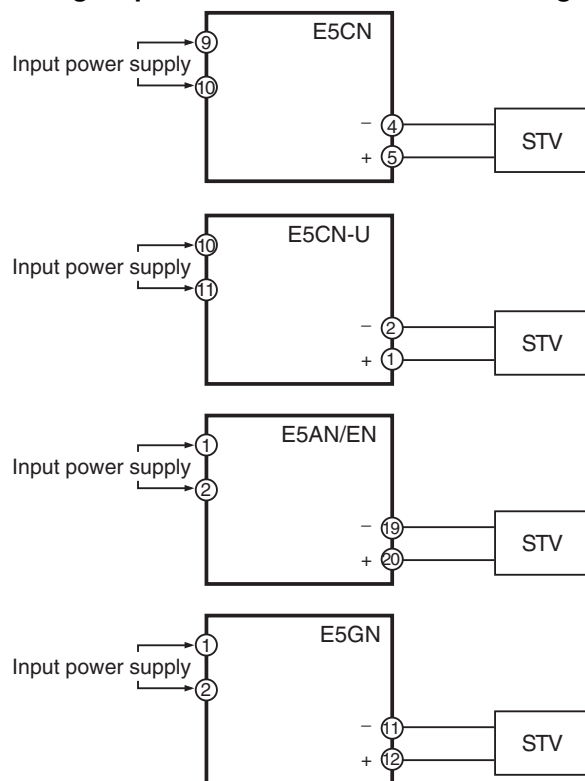 E5CN
9
Input power supply
10
− 4
STV
+ 5
E5CN-U
10
Input power supply
11
− 2
STV
+ 1
E5AN/EN
1
Input power supply
2
− 19
STV
+ 20
E5GN
1
Input power supply
2
− 11
STV
+ 12